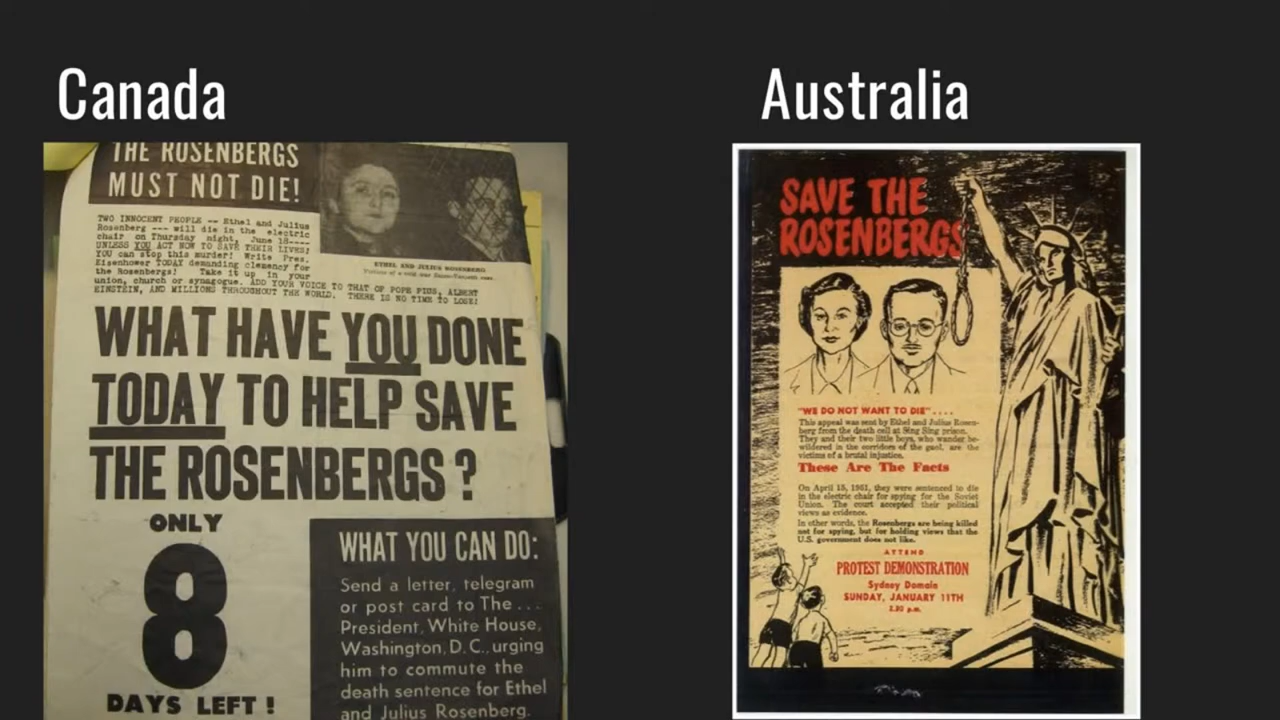 Canada
THE ROSENBERGS
MUST NOT DIE!
TWO INNOCENT PEOPLE -- Ethel and Julius
Rosenberg --- will die in the electric
chair on Thursday night, June 18----
UNLESS YOU ACT NOW TO SAVE THEIR LIVES!
YOU can stop this murder! Write Pres.
Eisenhower TODAY demanding clemency for
the Rosenbergs! Take it up in your
union, church or synagogue. ADD YOUR VOICE TO THAT OF POPE PIUS, ALBERT
EINSTEIN, AND MILLIONS THROUGHOUT THE WORLD. THERE IS NO TIME TO LOSE!
ETHEL AND JULIUS ROSENBERG
Victims of a cold war
WHAT HAVE YOU DONE
TODAY TO HELP SAVE
THE ROSENBERGS ?
ONLY
8
DAYS LEFT !
WHAT YOU CAN DO:
Send a letter, telegram
or post card to The ...
President, White House,
Washington, D.C., urging
him to commute the
death sentence for Ethel
and Julius Rosenberg.
Australia
SAVE THE
ROSENBERGS
"WE DO NOT WANT TO DIE" ....
This appeal was sent by Ethel and Julius Rosen-
berg from the death cell at Sing Sing prison.
They and their two little boys, who wander be-
wildered in the corridors of the gaol, are the
victims of a brutal injustice.
These Are The Facts
On April 15, 1951, they were sentenced to die
in the electric chair for spying for the Soviet
Union. The court accepted their political
views as evidence.
In other words, the Rosenbergs are being killed
not for spying, but for holding views that the
U.S. government does not like.
ATTEND
PROTEST DEMONSTRATION
Sydney Domain
SUNDAY, JANUARY 11TH
2.30 p.m.